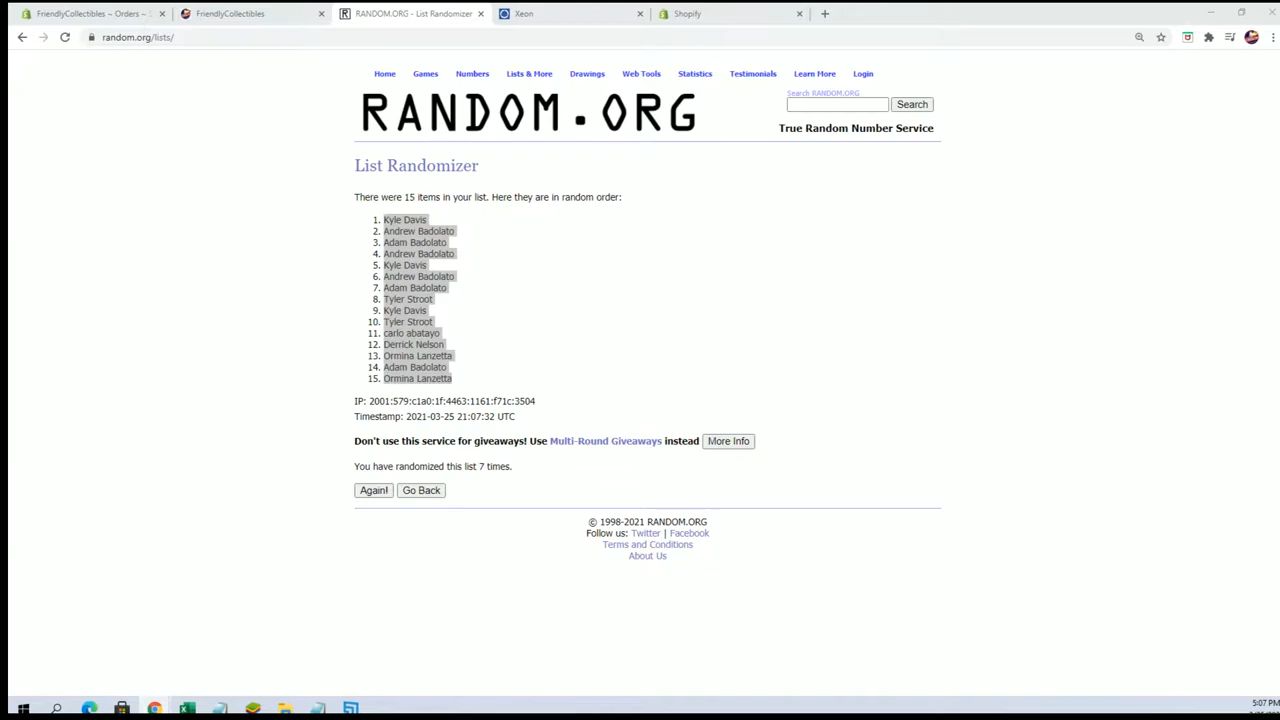 FriendlyCollectibles ~ Orders ~
FriendlyCollectibles
RANDOM.ORG - List Randomizer
Xeon
Shopify
random.org/lists/
Home
Games
Numbers
Lists & More
Drawings
Web Tools
Statistics
Testimonials
Learn More
Login
Search RANDOM.ORG
RANDOM.ORG
Search
True Random Number Service
List Randomizer
There were 15 items in your list. Here they are in random order:
1. Kyle Davis
2. Andrew Badolato
3. Adam Badolato
4. Andrew Badolato
5. Kyle Davis
6. Andrew Badolato
7. Adam Badolato
8. Tyler Stroot
9. Kyle Davis
10. Tyler Stroot
11. carlo abatayo
12. Derrick Nelson
13. Ormina Lanzetta
14. Adam Badolato
15. Ormina Lanzetta
IP: 2001:579:c1a0:1f:4463:1161:f71c:3504
Timestamp: 2021-03-25 21:07:32 UTC
Don't use this service for giveaways! Use Multi-Round Giveaways instead More Info
You have randomized this list 7 times.
Again! Go Back
© 1998-2021 RANDOM.ORG
Follow us: Twitter | Facebook
Terms and Conditions
About Us
5:07 PM